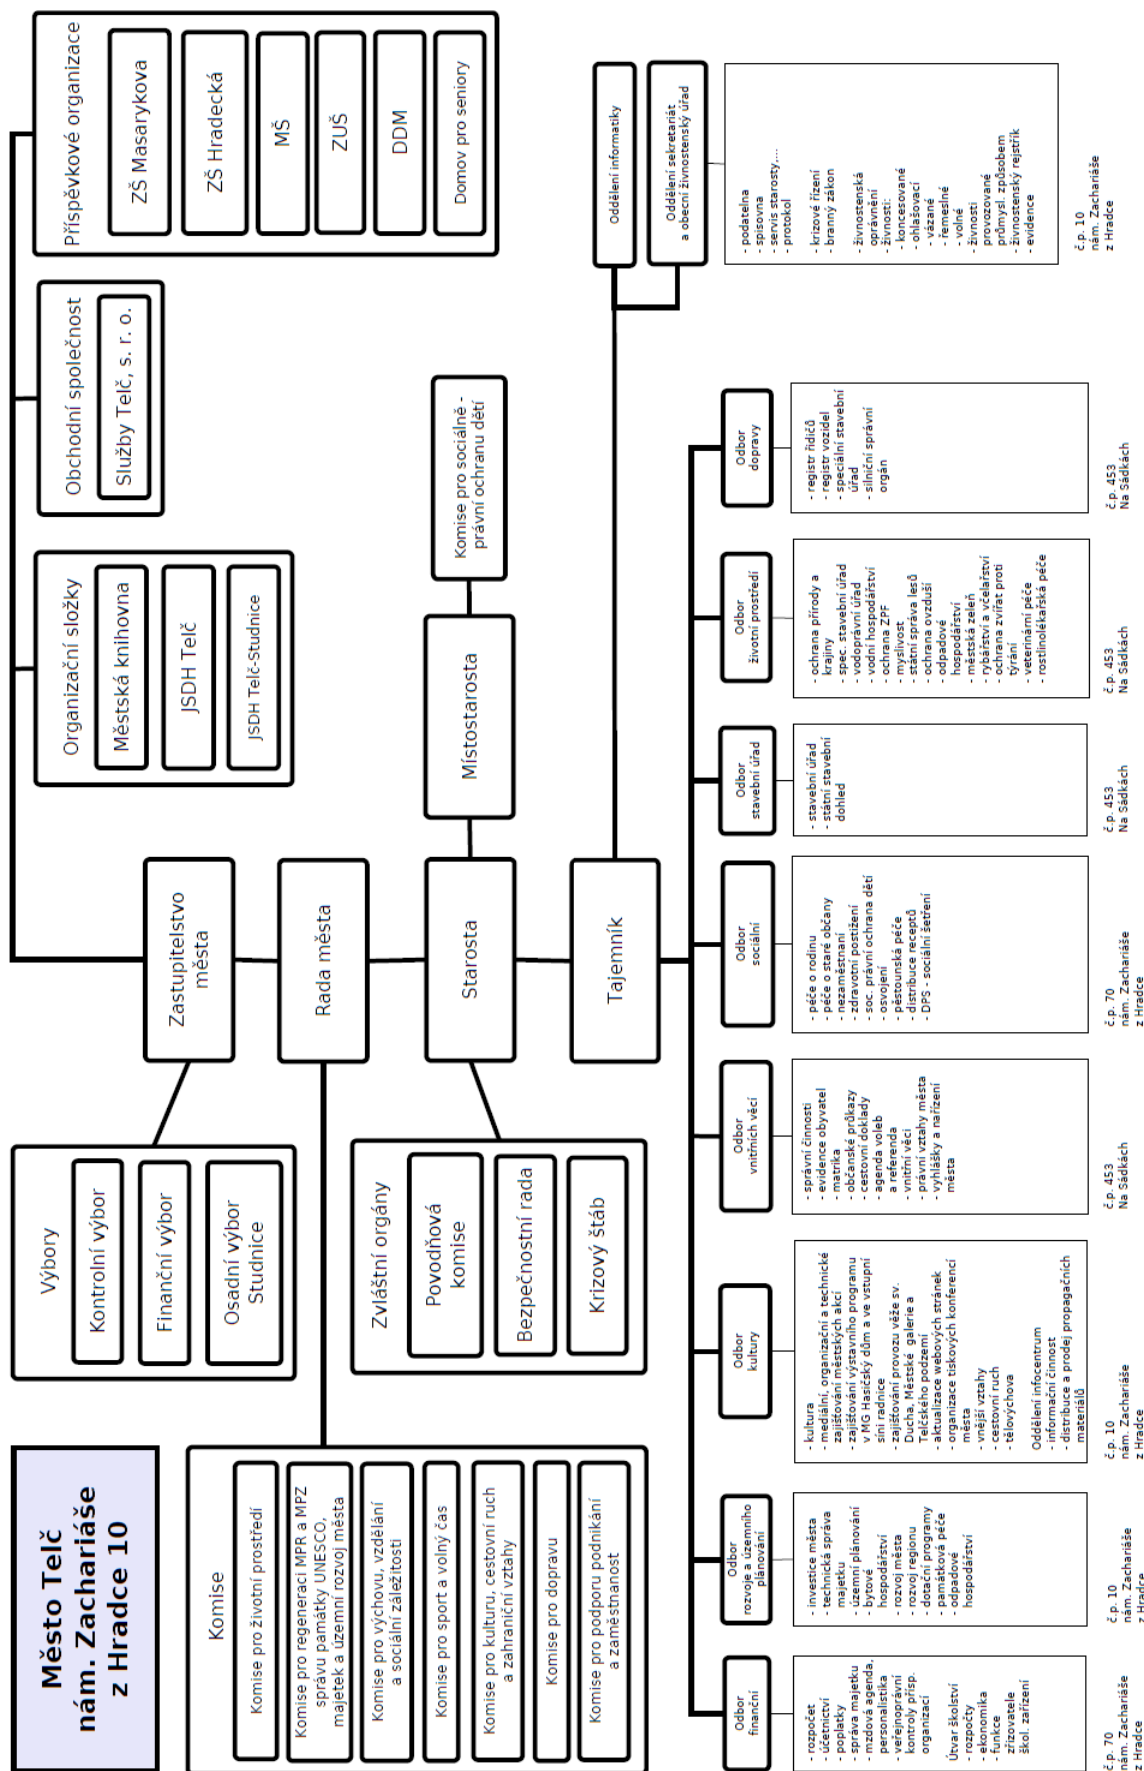 Město Telč
nám. Zachariáše
z Hradce 10
Výbory
Kontrolní výbor
Finanční výbor
Osadní výbor
Studnice
Zastupitelstvo
města
Organizační složky
Městská knihovna
JSDH Telč
JSDH Telč-Studnice
Obchodní společnost
Služby Telč, s. r. o.
Příspěvkové organizace
ZŠ Masarykova
ZŠ Hradecká
MŠ
ZUŠ
DDM
Domov pro seniory
Komise
Komise pro životní prostředí
Komise pro regeneraci MPR a MPZ
správu památky UNESCO,
majetek a územní rozvoj města
Komise pro výchovu, vzdělání
a sociální záležitosti
Komise pro sport a volný čas
Komise pro kulturu, cestovní ruch
a zahraniční vztahy
Komise pro dopravu
Komise pro podporu podnikání
a zaměstnanost
Rada města
Zvláštní orgány
Povodňová
komise
Bezpečnostní rada
Krizový štáb
Starosta
Místostarosta
Komise pro sociálně -
právní ochranu dětí
Tajemník
Oddělení informatiky
Oddělení sekretariát
a obecní živnostenský úřad
- podatelna
- spisovna
- servis starosty,...
- protokol
- krizové řízení
- branný zákon
- živnostenská
oprávnění
- živnosti:
- koncesované
- ohlašovací
- vázané
- řemeslné
- volné
- živnosti
provozované
průmysl. způsobem
- živnostenský rejstřík
- evidence
č.p. 10
nám. Zachariáše
z Hradce
Odbor
finanční
- rozpočet
- účetnictví
- poplatky
- správa majetku
- mzdová agenda,
personalistika
- veřejnoprávní
kontroly přísp.
organizací
Útvar školství
- rozpočty
- ekonomika
- funkce
zřizovatele
škol. zařízení
č.p. 70
nám. Zachariáše
z Hradce
Odbor
rozvoje a územního
plánování
- investice města
- technická správa
majetku
- územní plánování
- bytové
hospodářství
- rozvoj města
- rozvoj regionu
- dotační programy
- památková péče
- odpadové
hospodářství
č.p. 10
nám. Zachariáše
z Hradce
Odbor
kultury
- kultura
- mediální, organizační a technické
zajišťování městských akcí
- zajišťování výstavního programu
v MG Hasičský dům a ve vstupní
síni radnice
- zajišťování provozu věže sv.
Ducha, Městské galerie a
Telčského podzemí
- aktualizace webových stránek
- organizace tiskových konferencí
města
- vnější vztahy
- cestovní ruch
- tělovýchova
Oddělení infocentrum
- informační činnost
- distribuce a prodej propagačních
materiálů
č.p. 10
nám. Zachariáše
z Hradce
Odbor
vnitřních věcí
- správní činnosti
- evidence obyvatel
- matrika
- občanské průkazy
- cestovní doklady
- agenda voleb
a referenda
- vnitřní věci
- právní vztahy města
- vyhlášky a nařízení
města
č.p. 453
Na Sádkách
Odbor
sociální
- péče o rodinu
- péče o staré občany
- nezaměstnaní
- zdravotní postižení
- soc. právní ochrana dětí
- osvojení
- pěstounská péče
- distribuce receptů
- DPS - sociální šetření
č.p. 70
nám. Zachariáše
z Hradce
Odbor
stavební úřad
- stavební úřad
- státní stavební
dohled
č.p. 453
Na Sádkách
Odbor
životní prostředí
- ochrana přírody a
krajiny
- spec. stavební úřad
- vodoprávní úřad
- vodní hospodářství
- ochrana ZPF
- myslivost
- státní správa lesů
- ochrana ovzduší
- odpadové
hospodářství
- městská zeleň
- rybářství a včelařství
- ochrana zvířat proti
týrání
- veterinární péče
- rostlinolékařská péče
č.p. 453
Na Sádkách
Odbor
dopravy
- registr řidičů
- registr vozidel
- speciální stavební
úřad
- silniční správní
orgán
č.p. 453
Na Sádkách